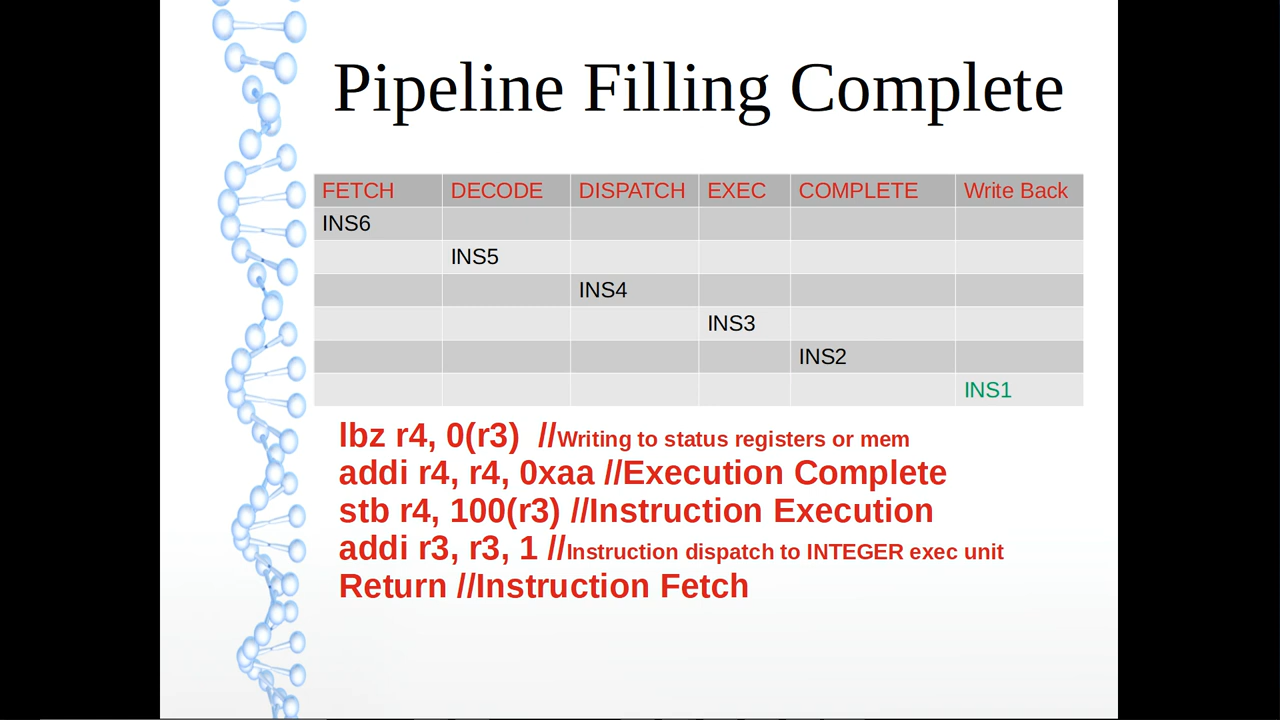 Pipeline Filling Complete
FETCH DECODE DISPATCH EXEC COMPLETE Write Back
INS6
INS5
INS4
INS3
INS2
INS1
lbz r4, 0(r3) //Writing to status registers or mem
addi r4, r4, 0xaa //Execution Complete
stb r4, 100(r3) //Instruction Execution
addi r3, r3, 1 //Instruction dispatch to INTEGER exec unit
Return //Instruction Fetch